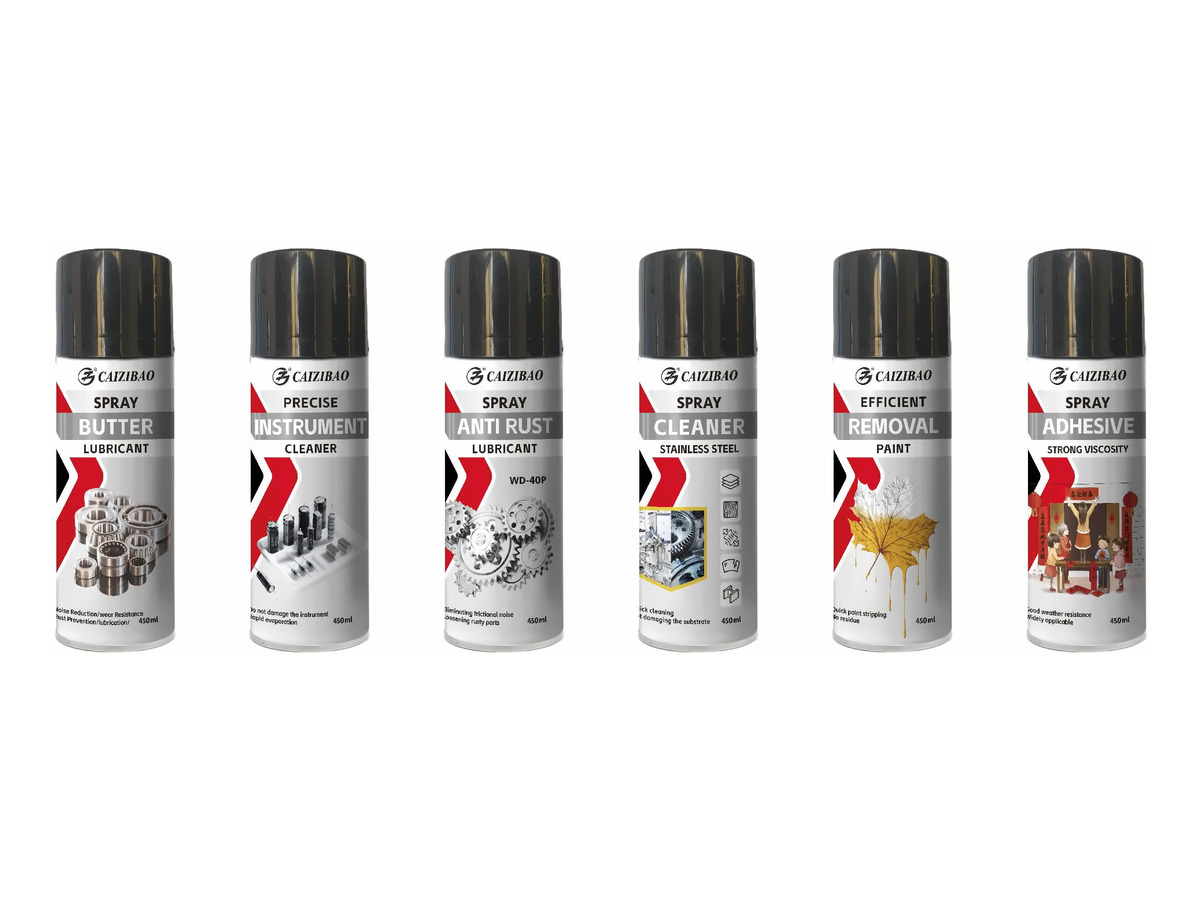 CAIZIBAO
SPRAY
BUTTER
LUBRICANT
Reduction/wear Resistance
Prevention/lubrication/
450ml
CAIZIBAO
PRECISE
INSTRUMENT
CLEANER
Do not damage the instrument
evaporation
450ml
CAIZIBAO
SPRAY
ANTI RUST
LUBRICANT
WD-40P
Eliminating frictional noise
Loosening rusty parts
450ml
CAIZIBAO
SPRAY
CLEANER
STAINLESS STEEL
cleaning
damaging the substrate
450ml
CAIZIBAO
EFFICIENT
REMOVAL
PAINT
Quick paint stripping
No residue
450ml
CAIZIBAO
SPRAY
ADHESIVE
STRONG VISCOSITY
Good weather resistance
Widely applicable
450ml